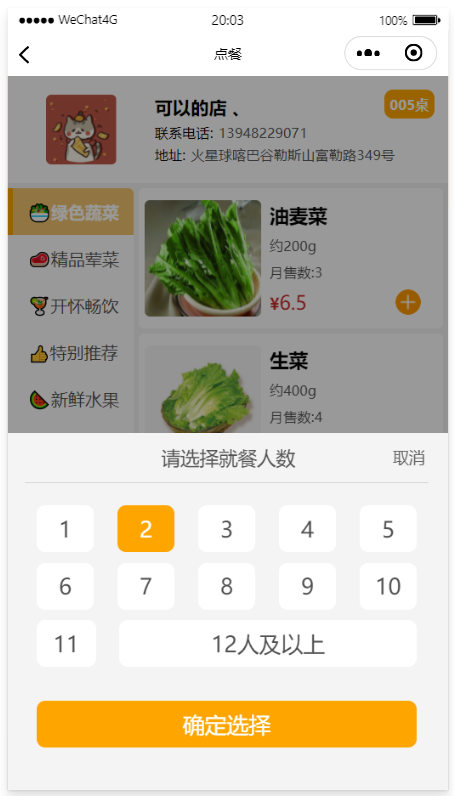 WeChat4G 20:03 100%
点餐
可以的店 、 005桌
联系电话: 13948229071
地址: 火星球喀巴谷勒斯山富勒路349号
绿色蔬菜
精品荤菜
开怀畅饮
特别推荐
新鲜水果
油麦菜
约200g
月售数:3
¥6.5
生菜
约400g
月售数:4
请选择就餐人数 取消
1 2 3 4 5
6 7 8 9 10
11 12人及以上
确定选择